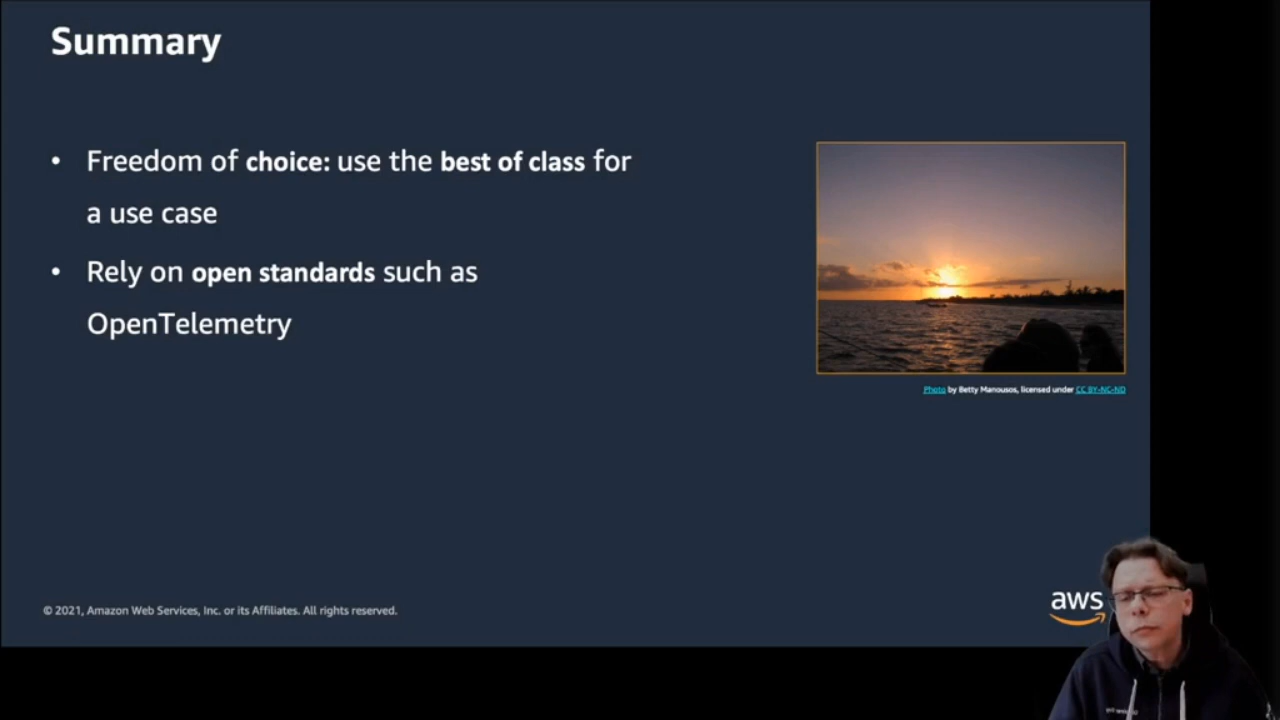 Summary
• Freedom of choice: use the best of class for
a use case
• Rely on open standards such as
OpenTelemetry
Photo by Betty Manousos, licensed under CC BY-NC-ND
© 2021, Amazon Web Services, Inc. or its Affiliates. All rights reserved.
aws